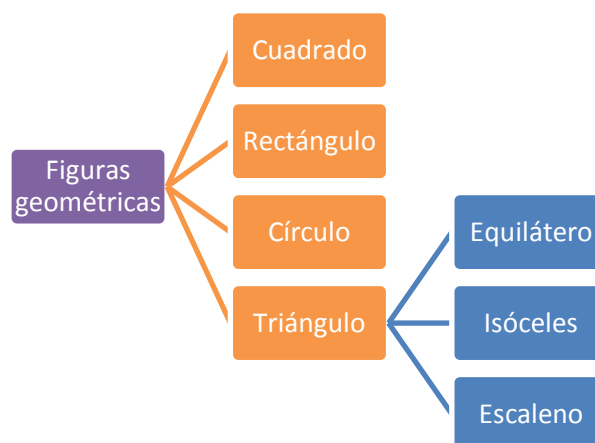 Figuras
geométricas
Cuadrado
Rectángulo
Círculo
Triángulo
Equilátero
Isóceles
Escaleno